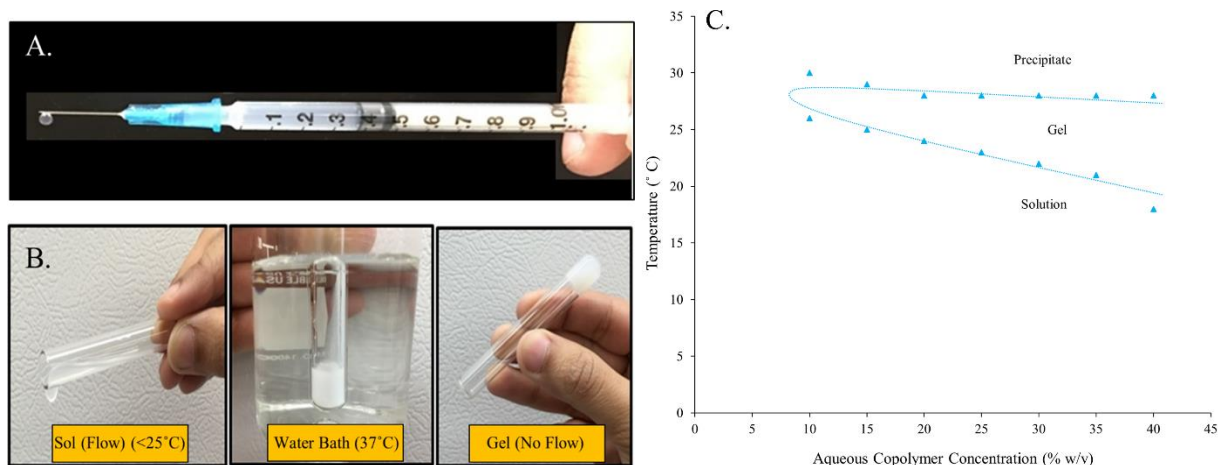 A.
.1 .2 .3 .4 .5 .6 .7 .8 .9 1.0
B.
Sol (Flow) (<25˚C)
Water Bath (37˚C)
Gel (No Flow)
C.
Temperature (˚ C)
35
30
25
20
15
10
5
0
Precipitate
Gel
Solution
0 5 10 15 20 25 30 35 40 45
Aqueous Copolymer Concentration (% w/v)